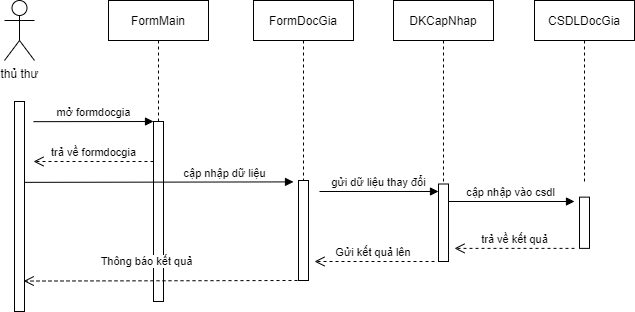 FormMain
FormDocGia
DKCapNhap
CSDLDocGia
thủ thư
mở formdocgia
trả về formdocgia
cập nhập dữ liệu
gửi dữ liệu thay đổi
cập nhập vào csdl
trả về kết quả
Gửi kết quả lên
Thông báo kết quả